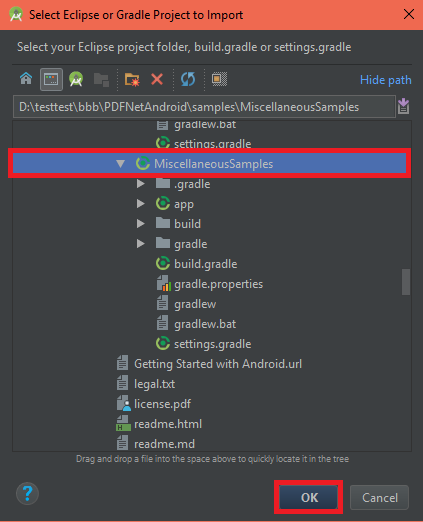 Select Eclipse or Gradle Project to Import
Select your Eclipse project folder, build.gradle or settings.gradle
Hide path
D:\testtest\bbb\PDFNetAndroid\samples\MiscellaneousSamples
gradlew.bat
settings.gradle
MiscellaneousSamples
.gradle
app
build
gradle
build.gradle
gradle.properties
gradlew
gradlew.bat
settings.gradle
Getting Started with Android.url
legal.txt
license.pdf
readme.html
readme.md
Drag and drop a file into the space above to quickly locate it in the tree
?
OK
Cancel